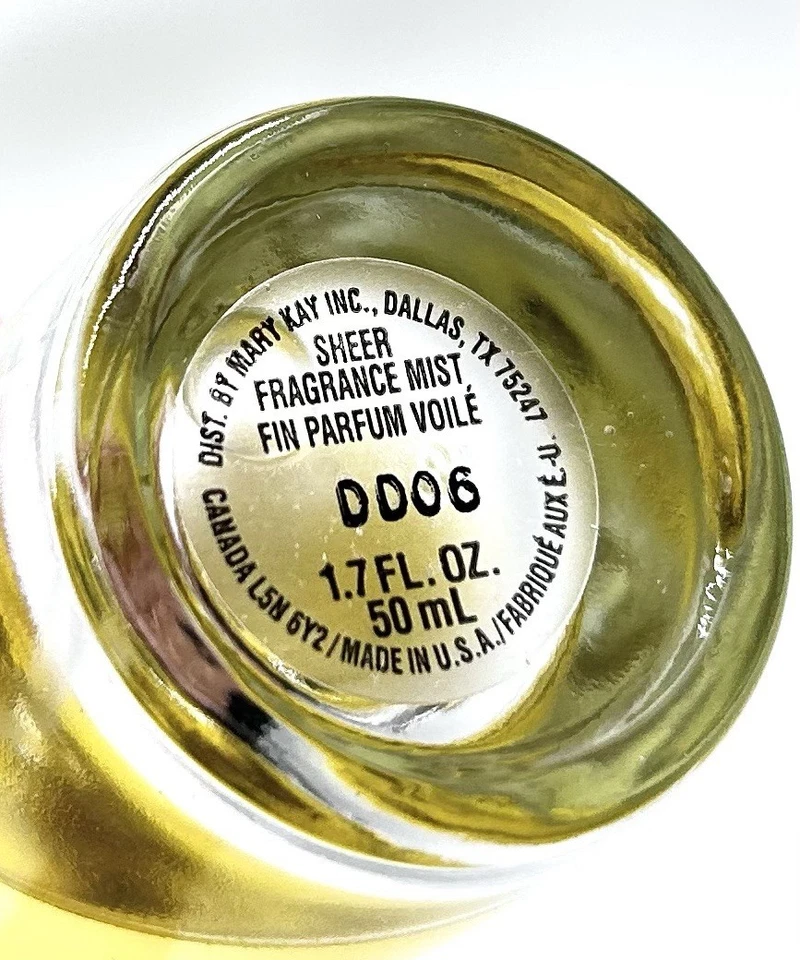 DIST. BY MARY KAY INC., DALLAS, TX 75247
SHEER
FRAGRANCE MIST,
FIN PARFUM VOILÉ
DD06
1.7 FL. OZ.
50 mL
CANADA L5N 6Y2 / MADE IN U.S.A. / FABRIQUÉ AUX É.-U.